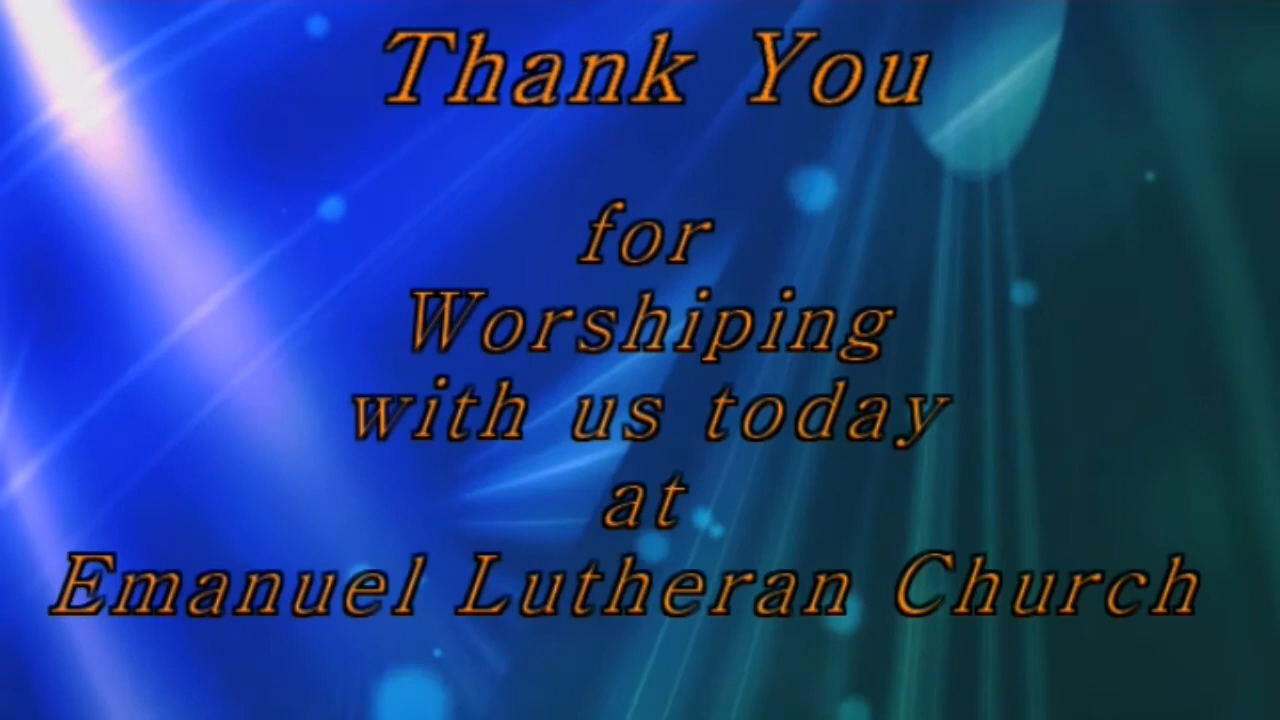 Thank You
for
Worshiping
with us today
at
Emanuel Lutheran Church